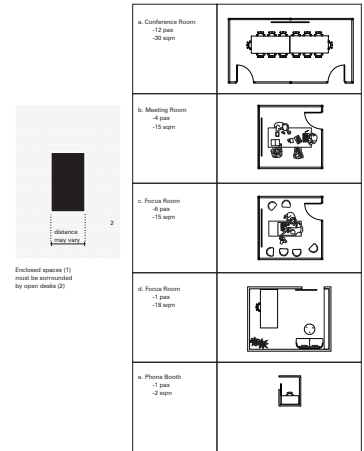 a. Conference Room
-12 pax
-30 sqm
b. Meeting Room
-4 pax
-15 sqm
2
distance
may vary
Enclosed spaces (1)
must be sorrounded
by open desks (2)
c. Focus Room
-6 pax
-15 sqm
d. Focus Room
-1 pax
-18 sqm
e. Phone Booth
-1 pax
-2 sqm